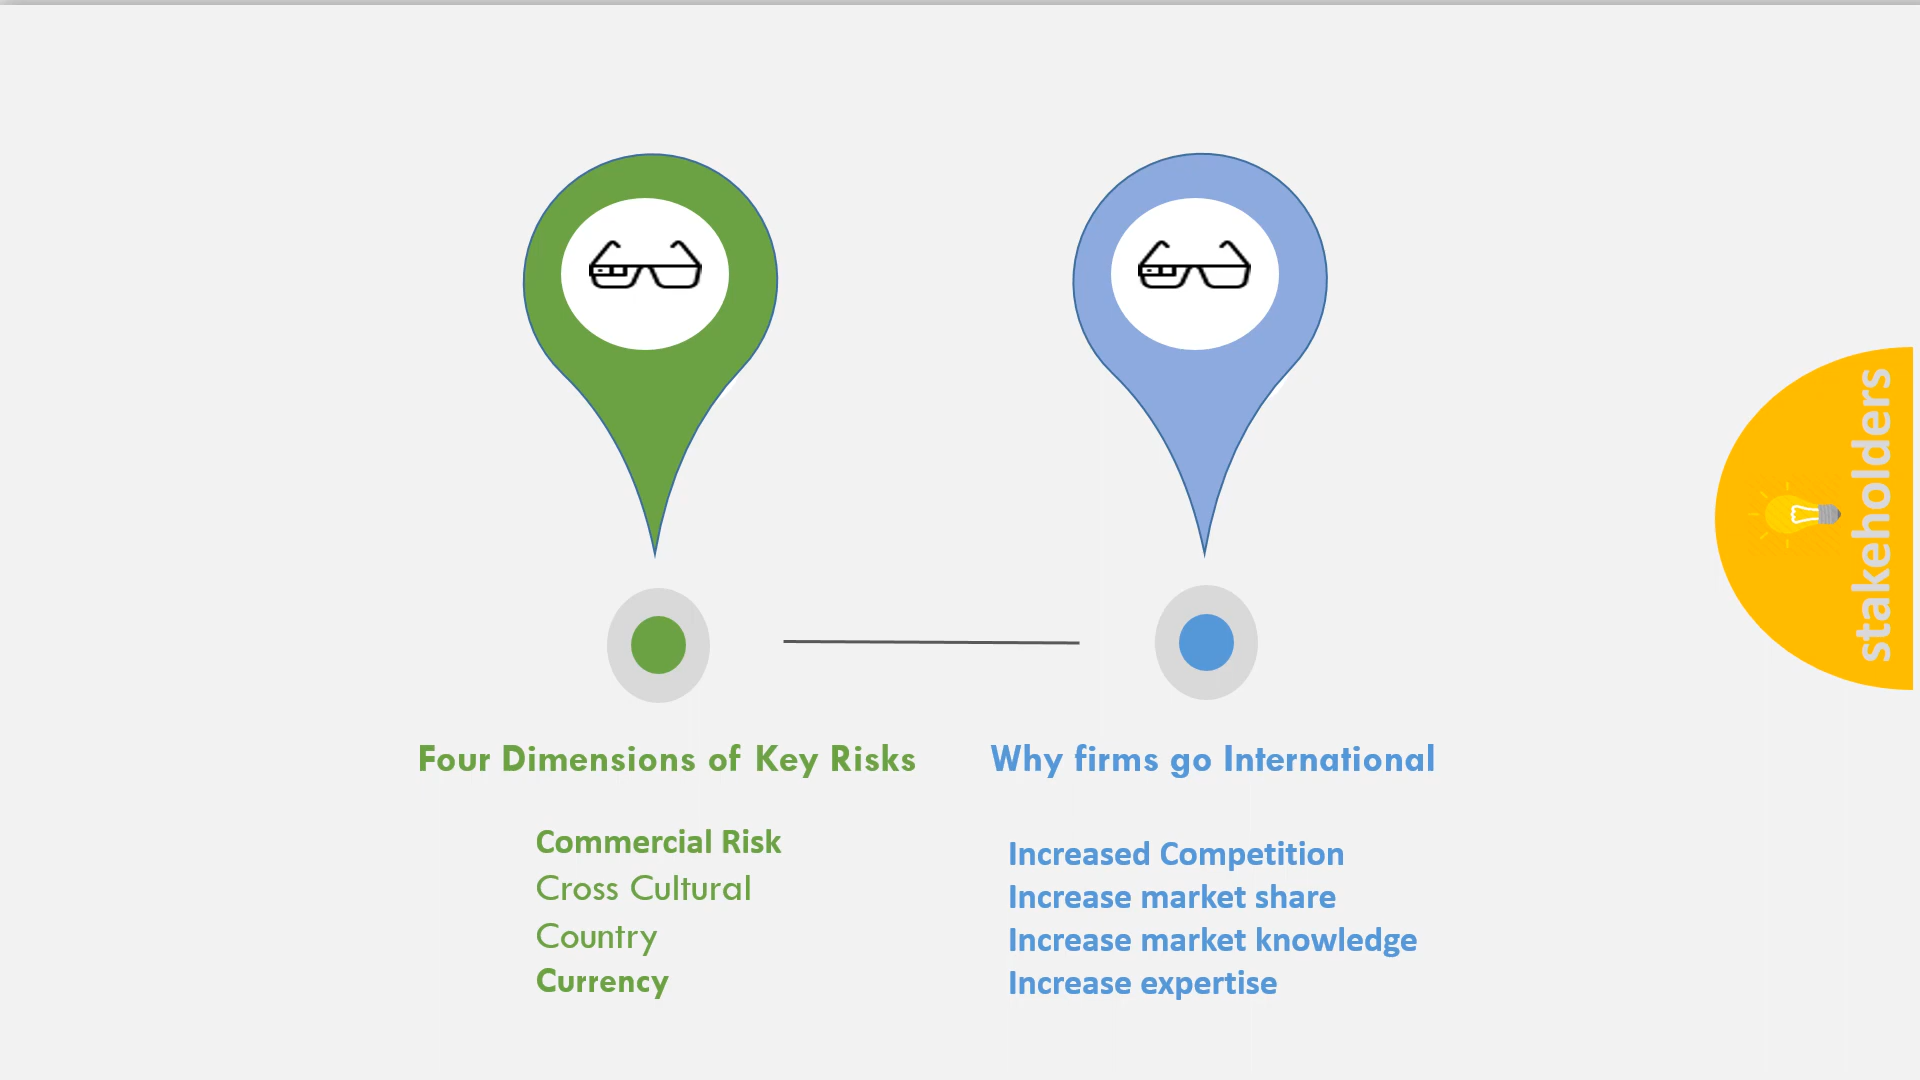 Four Dimensions of Key Risks
Commercial Risk
Cross Cultural
Country
Currency
Why firms go International
Increased Competition
Increase market share
Increase market knowledge
Increase expertise
stakeholders